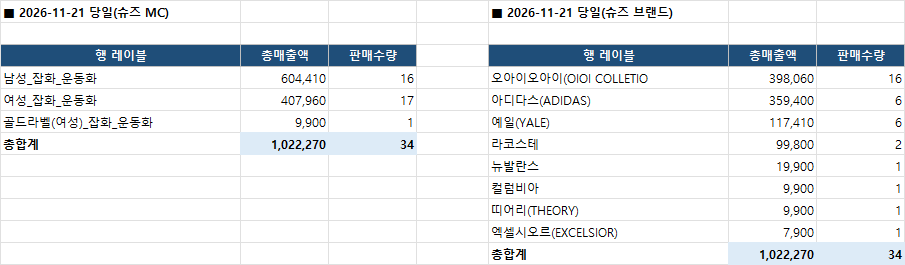 ■ 2026-11-21 당일(슈즈 MC)
행 레이블 총매출액 판매수량
남성_잡화_운동화 604,410 16
여성_잡화_운동화 407,960 17
골드라벨(여성)_잡화_운동화 9,900 1
총합계 1,022,270 34
■ 2026-11-21 당일(슈즈 브랜드)
행 레이블 총매출액 판매수량
오아이오아이(OIOI COLLETIO 398,060 16
아디다스(ADIDAS) 359,400 6
예일(YALE) 117,410 6
라코스테 99,800 2
뉴발란스 19,900 1
컬럼비아 9,900 1
띠어리(THEORY) 9,900 1
엑셀시오르(EXCELSIOR) 7,900 1
총합계 1,022,270 34